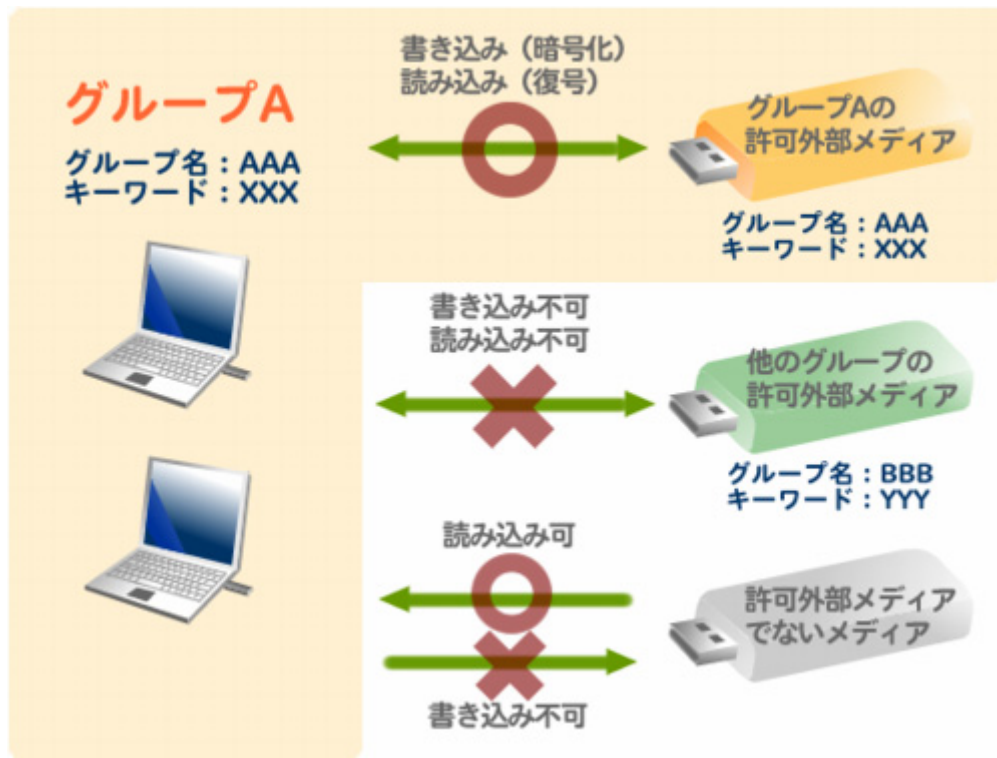 グループA
グループ名：AAA
キーワード：XXX
書き込み（暗号化）
読み込み（復号）
グループAの
許可外部メディア
グループ名：AAA
キーワード：XXX
書き込み不可
読み込み不可
他のグループの
許可外部メディア
グループ名：BBB
キーワード：YYY
読み込み可
許可外部メディア
でないメディア
書き込み不可